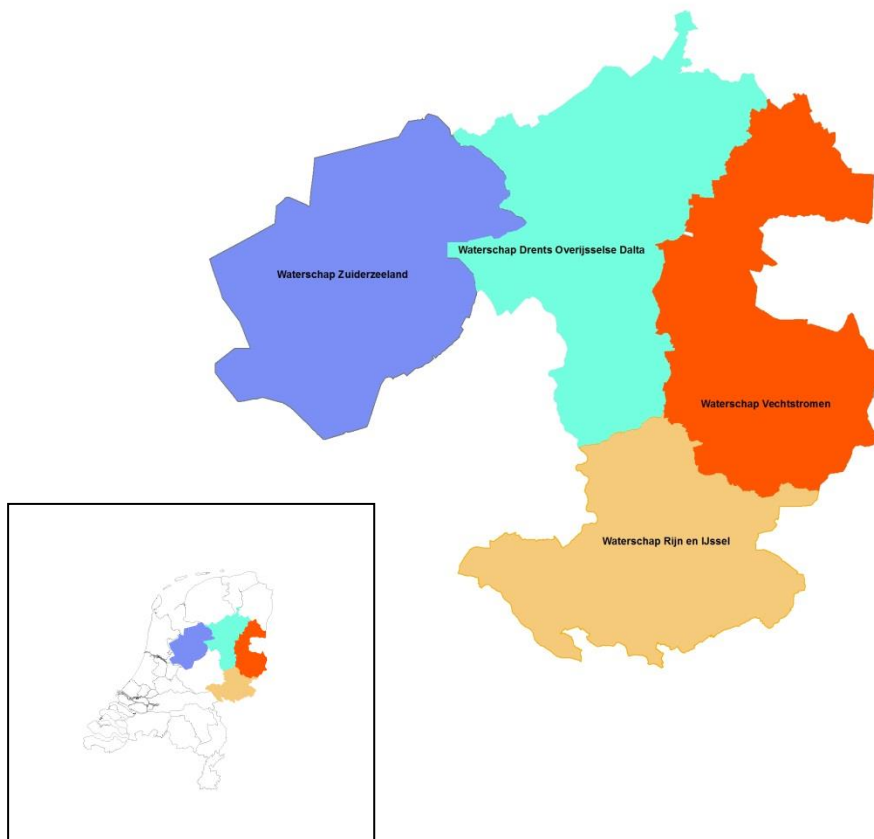 Waterschap Drents Overijsselse Dalta
Waterschap Zuiderzeeland
Waterschap Vechtstromen
Waterschap Rijn en IJssel